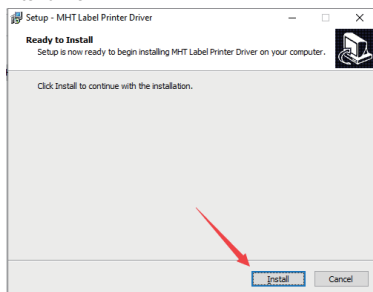 Setup - MHT Label Printer Driver
Ready to Install
Setup is now ready to begin installing MHT Label Printer Driver on your computer.
Click Install to continue with the installation.
Install
Cancel